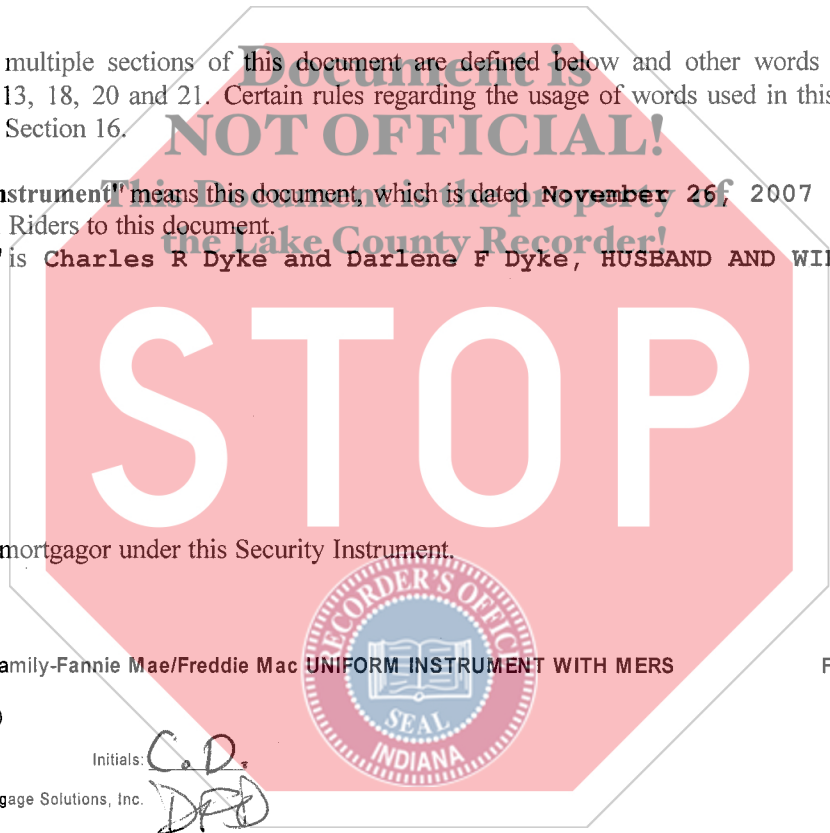 multiple sections of this document are defined below and other words
13, 18, 20 and 21. Certain rules regarding the usage of words used in this
Section 16.
Document is
NOT OFFICIAL!
This Document is the property of
the Lake County Recorder!
nstrument" means this document, which is dated November 26, 2007
Riders to this document.
is Charles R Dyke and Darlene F Dyke, HUSBAND AND
STOP
mortgagor under this Security Instrument.
RECORDER'S OFFICE
SEAL
INDIANA
amily-Fannie Mae/Freddie Mac UNIFORM INSTRUMENT WITH MERS
Initials: C. D.
gage Solutions, Inc.
DFD